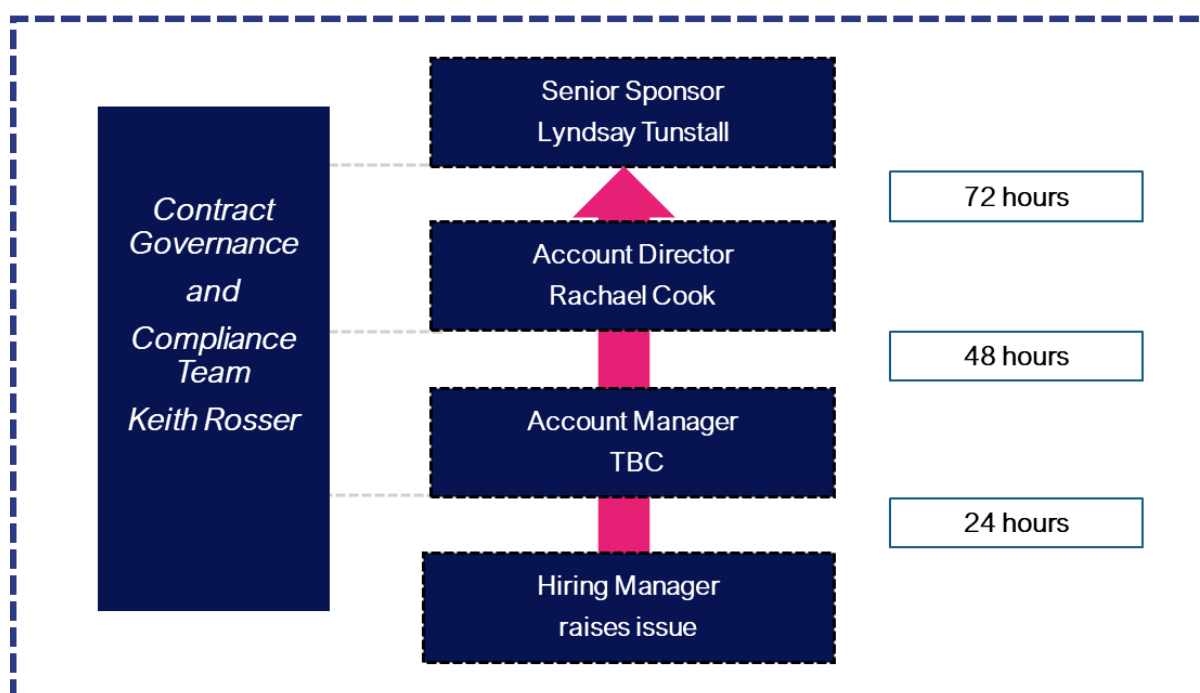 Contract
Governance
and
Compliance
Team
Keith Rosser
Senior Sponsor
Lyndsay Tunstall
72 hours
Account Director
Rachael Cook
48 hours
Account Manager
TBC
24 hours
Hiring Manager
raises issue